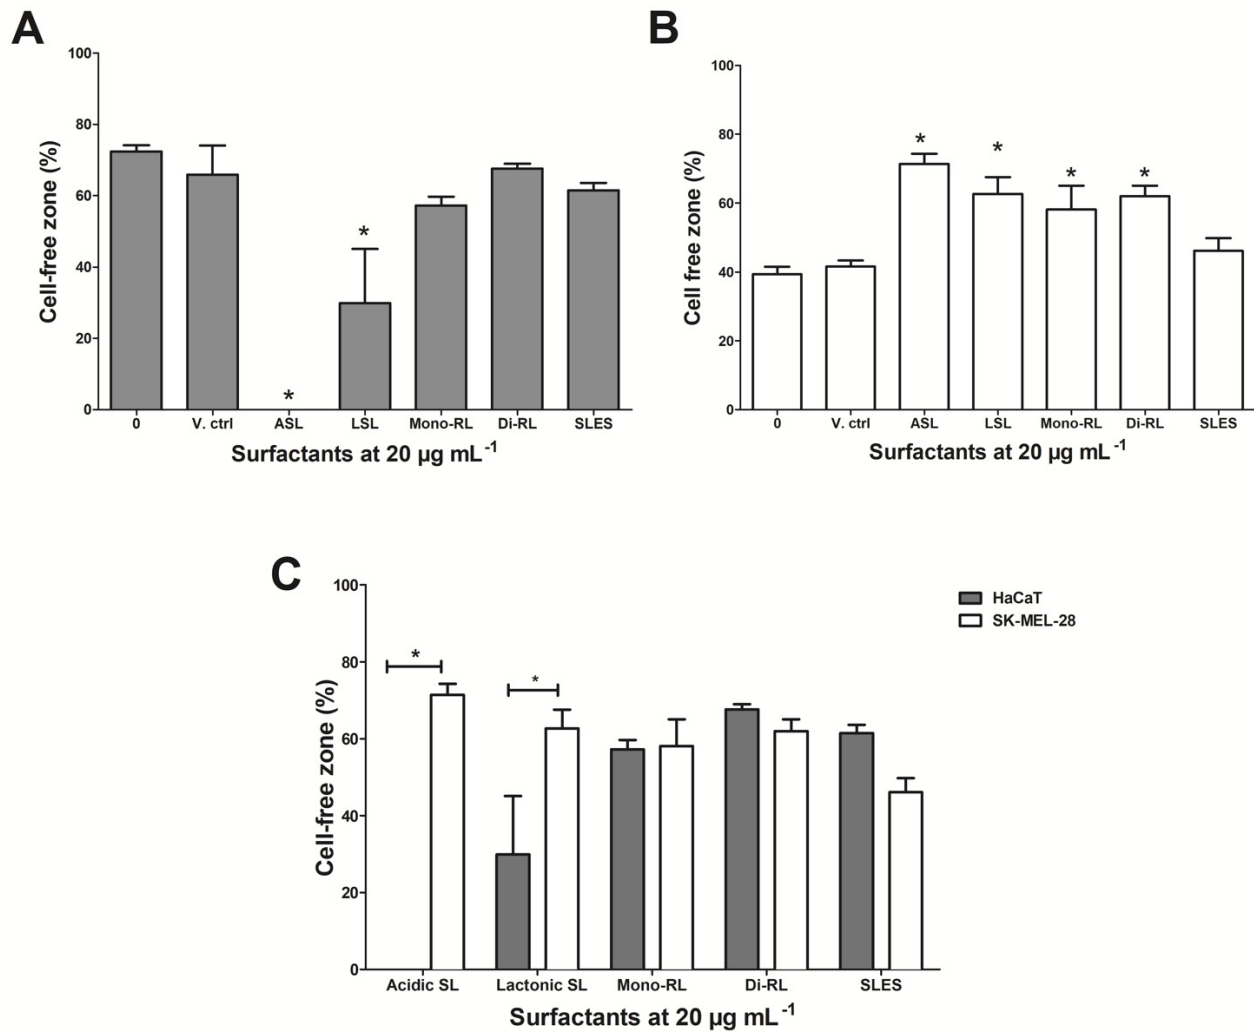 A
Cell-free zone (%)
100
80
60
40
20
0
*
*
0 V. ctrl ASL LSL Mono-RL Di-RL SLES
Surfactants at 20 µg mL⁻¹
B
Cell free zone (%)
100
80
60
40
20
0
* * * *
0 V. ctrl ASL LSL Mono-RL Di-RL SLES
Surfactants at 20 µg mL⁻¹
C
Cell-free zone (%)
100
80
60
40
20
0
* *
HaCaT
SK-MEL-28
Acidic SL Lactonic SL Mono-RL Di-RL SLES
Surfactants at 20 µg mL⁻¹